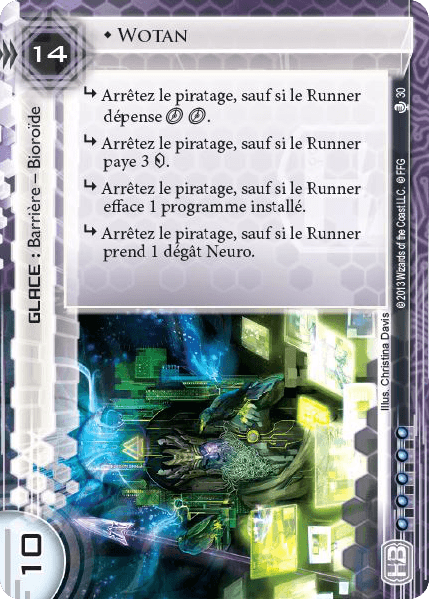 14
⬥ WOTAN
↳ Arrêtez le piratage, sauf si le Runner
dépense
↳ Arrêtez le piratage, sauf si le Runner
paye 3
↳ Arrêtez le piratage, sauf si le Runner
efface 1 programme installé.
↳ Arrêtez le piratage, sauf si le Runner
prend 1 dégât Neuro.
GLACE : Barrière – Bioroïde
30
© 2013 Wizards of the Coast LLC. © FFG
Illus. Christina Davis
10
HB